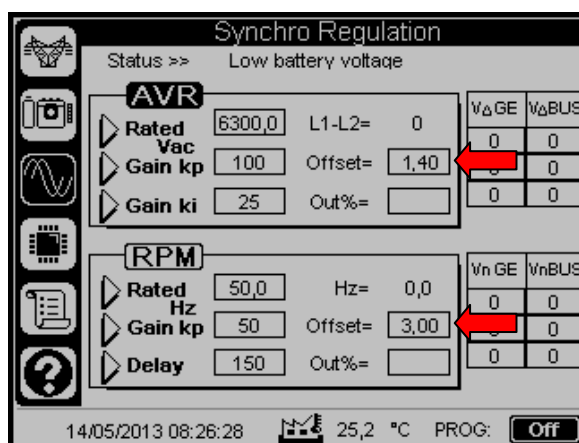 Synchro Regulation
Status >> Low battery voltage
AVR
Rated Vac 6300,0 L1-L2= 0
Gain kp 100 Offset= 1,40
Gain ki 25 Out%=
V△GE V△BUS
0 0
0 0
0 0
RPM
Rated Hz 50,0 Hz= 0,0
Gain kp 50 Offset= 3,00
Delay 150 Out%=
Vn GE VnBUS
0 0
0 0
0 0
?
14/05/2013 08:26:28 25,2 °C PROG: Off